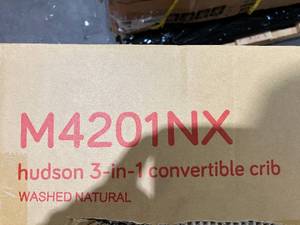 M4201NX
hudson 3-in-1 convertible crib
WASHED NATURAL